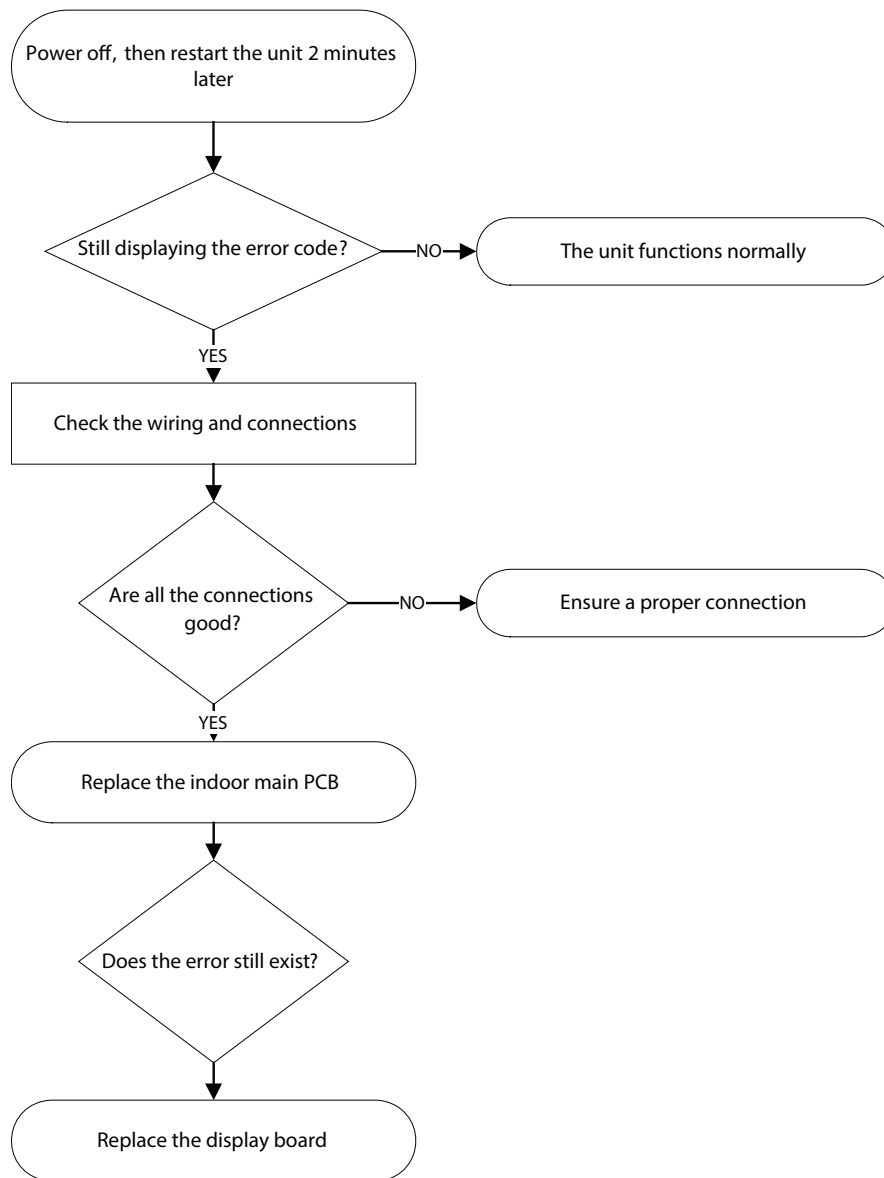 Power off, then restart the unit 2 minutes
later
Still displaying the error code?
NO
The unit functions normally
YES
Check the wiring and connections
Are all the connections
good?
NO
Ensure a proper connection
YES
Replace the indoor main PCB
Does the error still exist?
Replace the display board